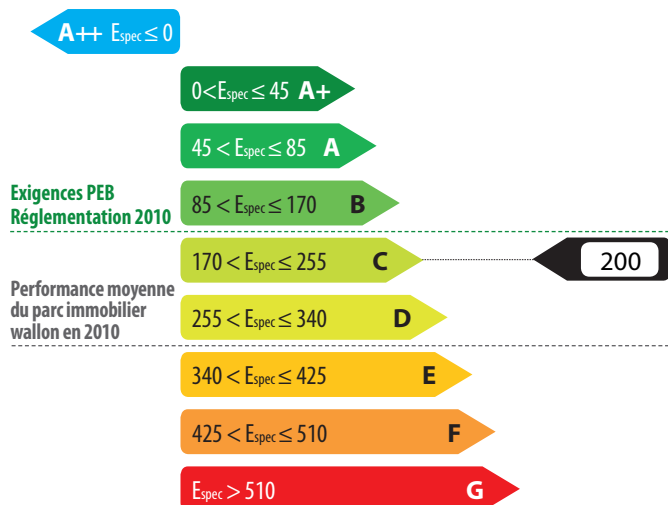 A++ Espec ≤ 0
0<Espec ≤ 45 A+
45 < Espec ≤ 85 A
Exigences PEB
Réglementation 2010
85 < Espec ≤ 170 B
170 < Espec ≤ 255 C
200
Performance moyenne
du parc immobilier
wallon en 2010
255 < Espec ≤ 340 D
340 < Espec ≤ 425 E
425 < Espec ≤ 510 F
Espec > 510 G